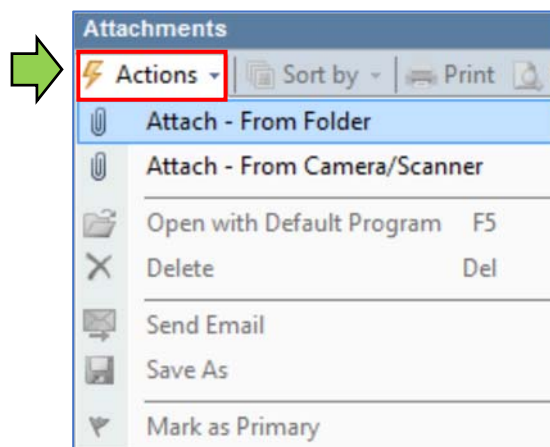 Attachments
Actions Sort by Print
Attach - From Folder
Attach - From Camera/Scanner
Open with Default Program F5
Delete Del
Send Email
Save As
Mark as Primary